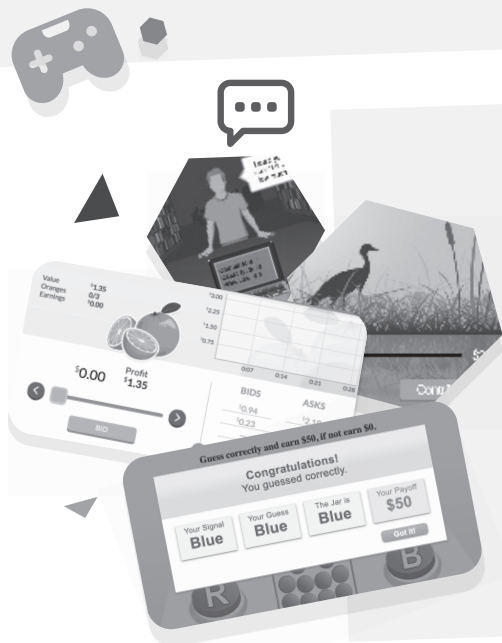 Value $1.35
Oranges 0/3
Earnings $0.00
$3.00
$2.25
$1.50
$0.75
0:07 0:14 0:21 0:28
$0.00
Profit
$1.35
BID
BIDS ASKS
$0.94
$0.23
Guess correctly and earn $50, if not earn $0.
Congratulations!
You guessed correctly.
Your Signal
Blue
Your Guess
Blue
The Jar is
Blue
Your Payoff
$50
Got it!
R
B